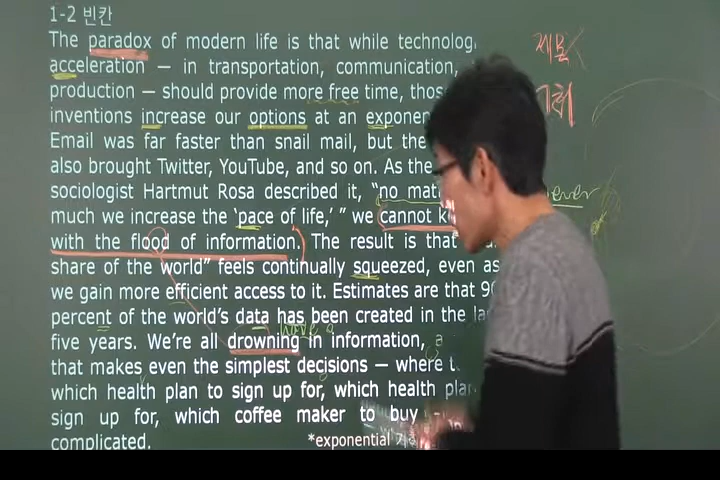 1-2 빈칸
The paradox of modern life is that while technolog
acceleration — in transportation, communication,
production — should provide more free time, thos
inventions increase our options at an expon
Email was far faster than snail mail, but the
also brought Twitter, YouTube, and so on. As the
sociologist Hartmut Rosa described it, "no mat ever
much we increase the 'pace of life,' " we cannot k
with the flood of information. The result is that
share of the world" feels continually squeezed, even as
we gain more efficient access to it. Estimates are that 90
percent of the world's data has been created in the la
have a
five years. We're all drowning in information, a
that makes even the simplest decisions — where t
which health plan to sign up for, which health plan
sign up for, which coffee maker to buy
complicated.
*exponential